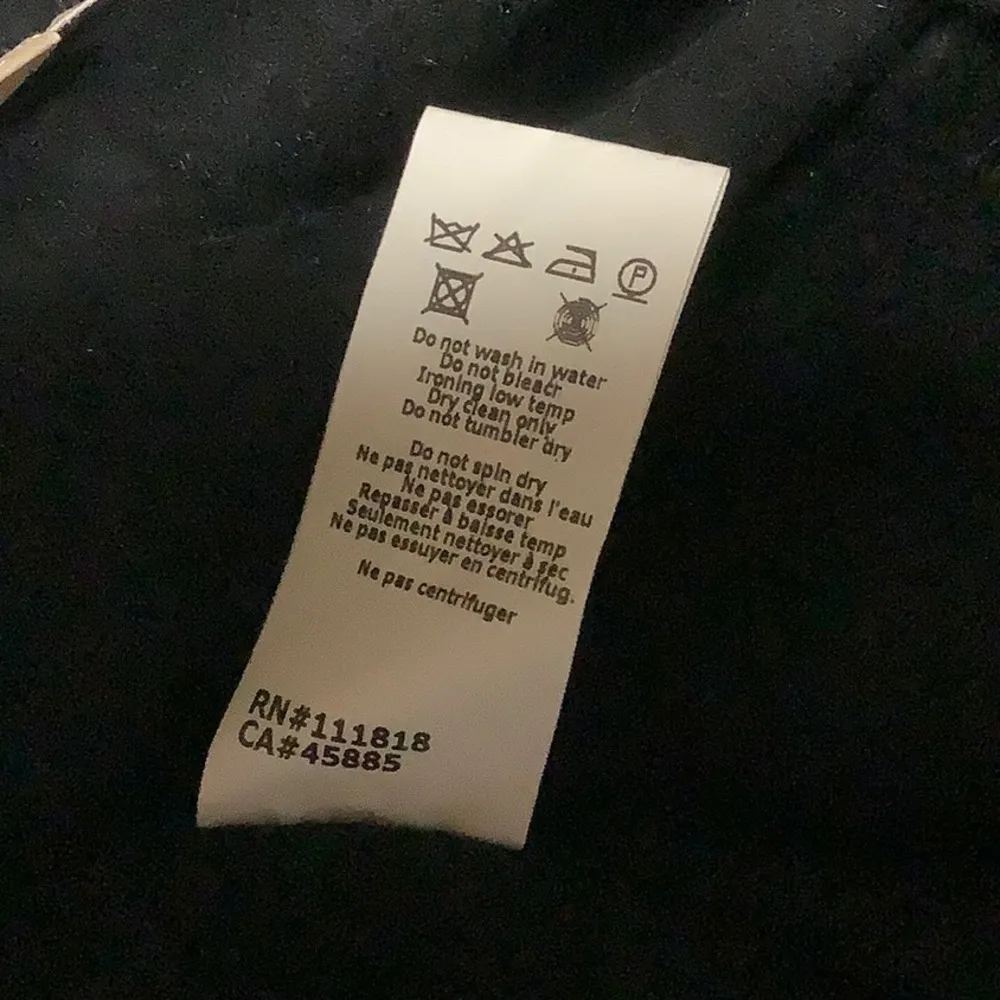 P
Do not wash in water
Do not bleacr
Ironing low temp
Dry clean only
Do not tumbler dry
Do not spin dry
Ne pas nettoyer dans l'eau
Ne pas essorer
Repasser à baisse temp
Seulement nettoyer à sec
Ne pas essuyer en centrifug.
Ne pas centrifuger
RN#111818
CA#45885